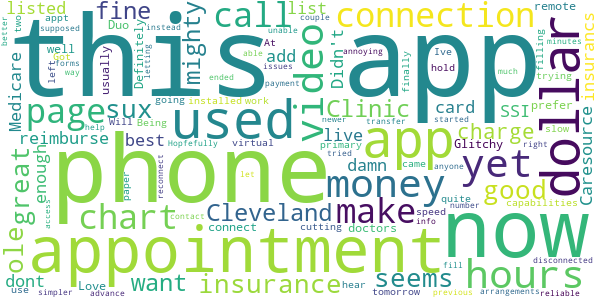 this app
phone
now
appointment
used
app
dollar
connection
call
video
yet
money
make
page
sux
fine
mighty
great
ole
chart
Cleveland
Clinic
insurance
want
seems
hours
good
charge
SSI
live
card
damn
add
Didn't
best
enough
reimburse
Medicare
listed
Duo
Definitely
usually
well
dont
connect
doctors
prefer
caresource
insurancs
Glitchy
reliable
tomorrow
hear
cutting
speed
info
number
quite
primary
tried
came
anyone
newer
transfer
started
virtual
Hopefully
Being
Will
installed
work
going
ended
payment
able
issues
At
hold
Ive
finally
annoying
unable
couple
letting
instead
appt
two
supposed
better
left
Got
forms
way
help
paper
reconnect
let
Contact
access
use
simpler
advance
previous
arrangements
fill
disconnected
capabilities
slow
right
much
trying
minutes
filling
remote